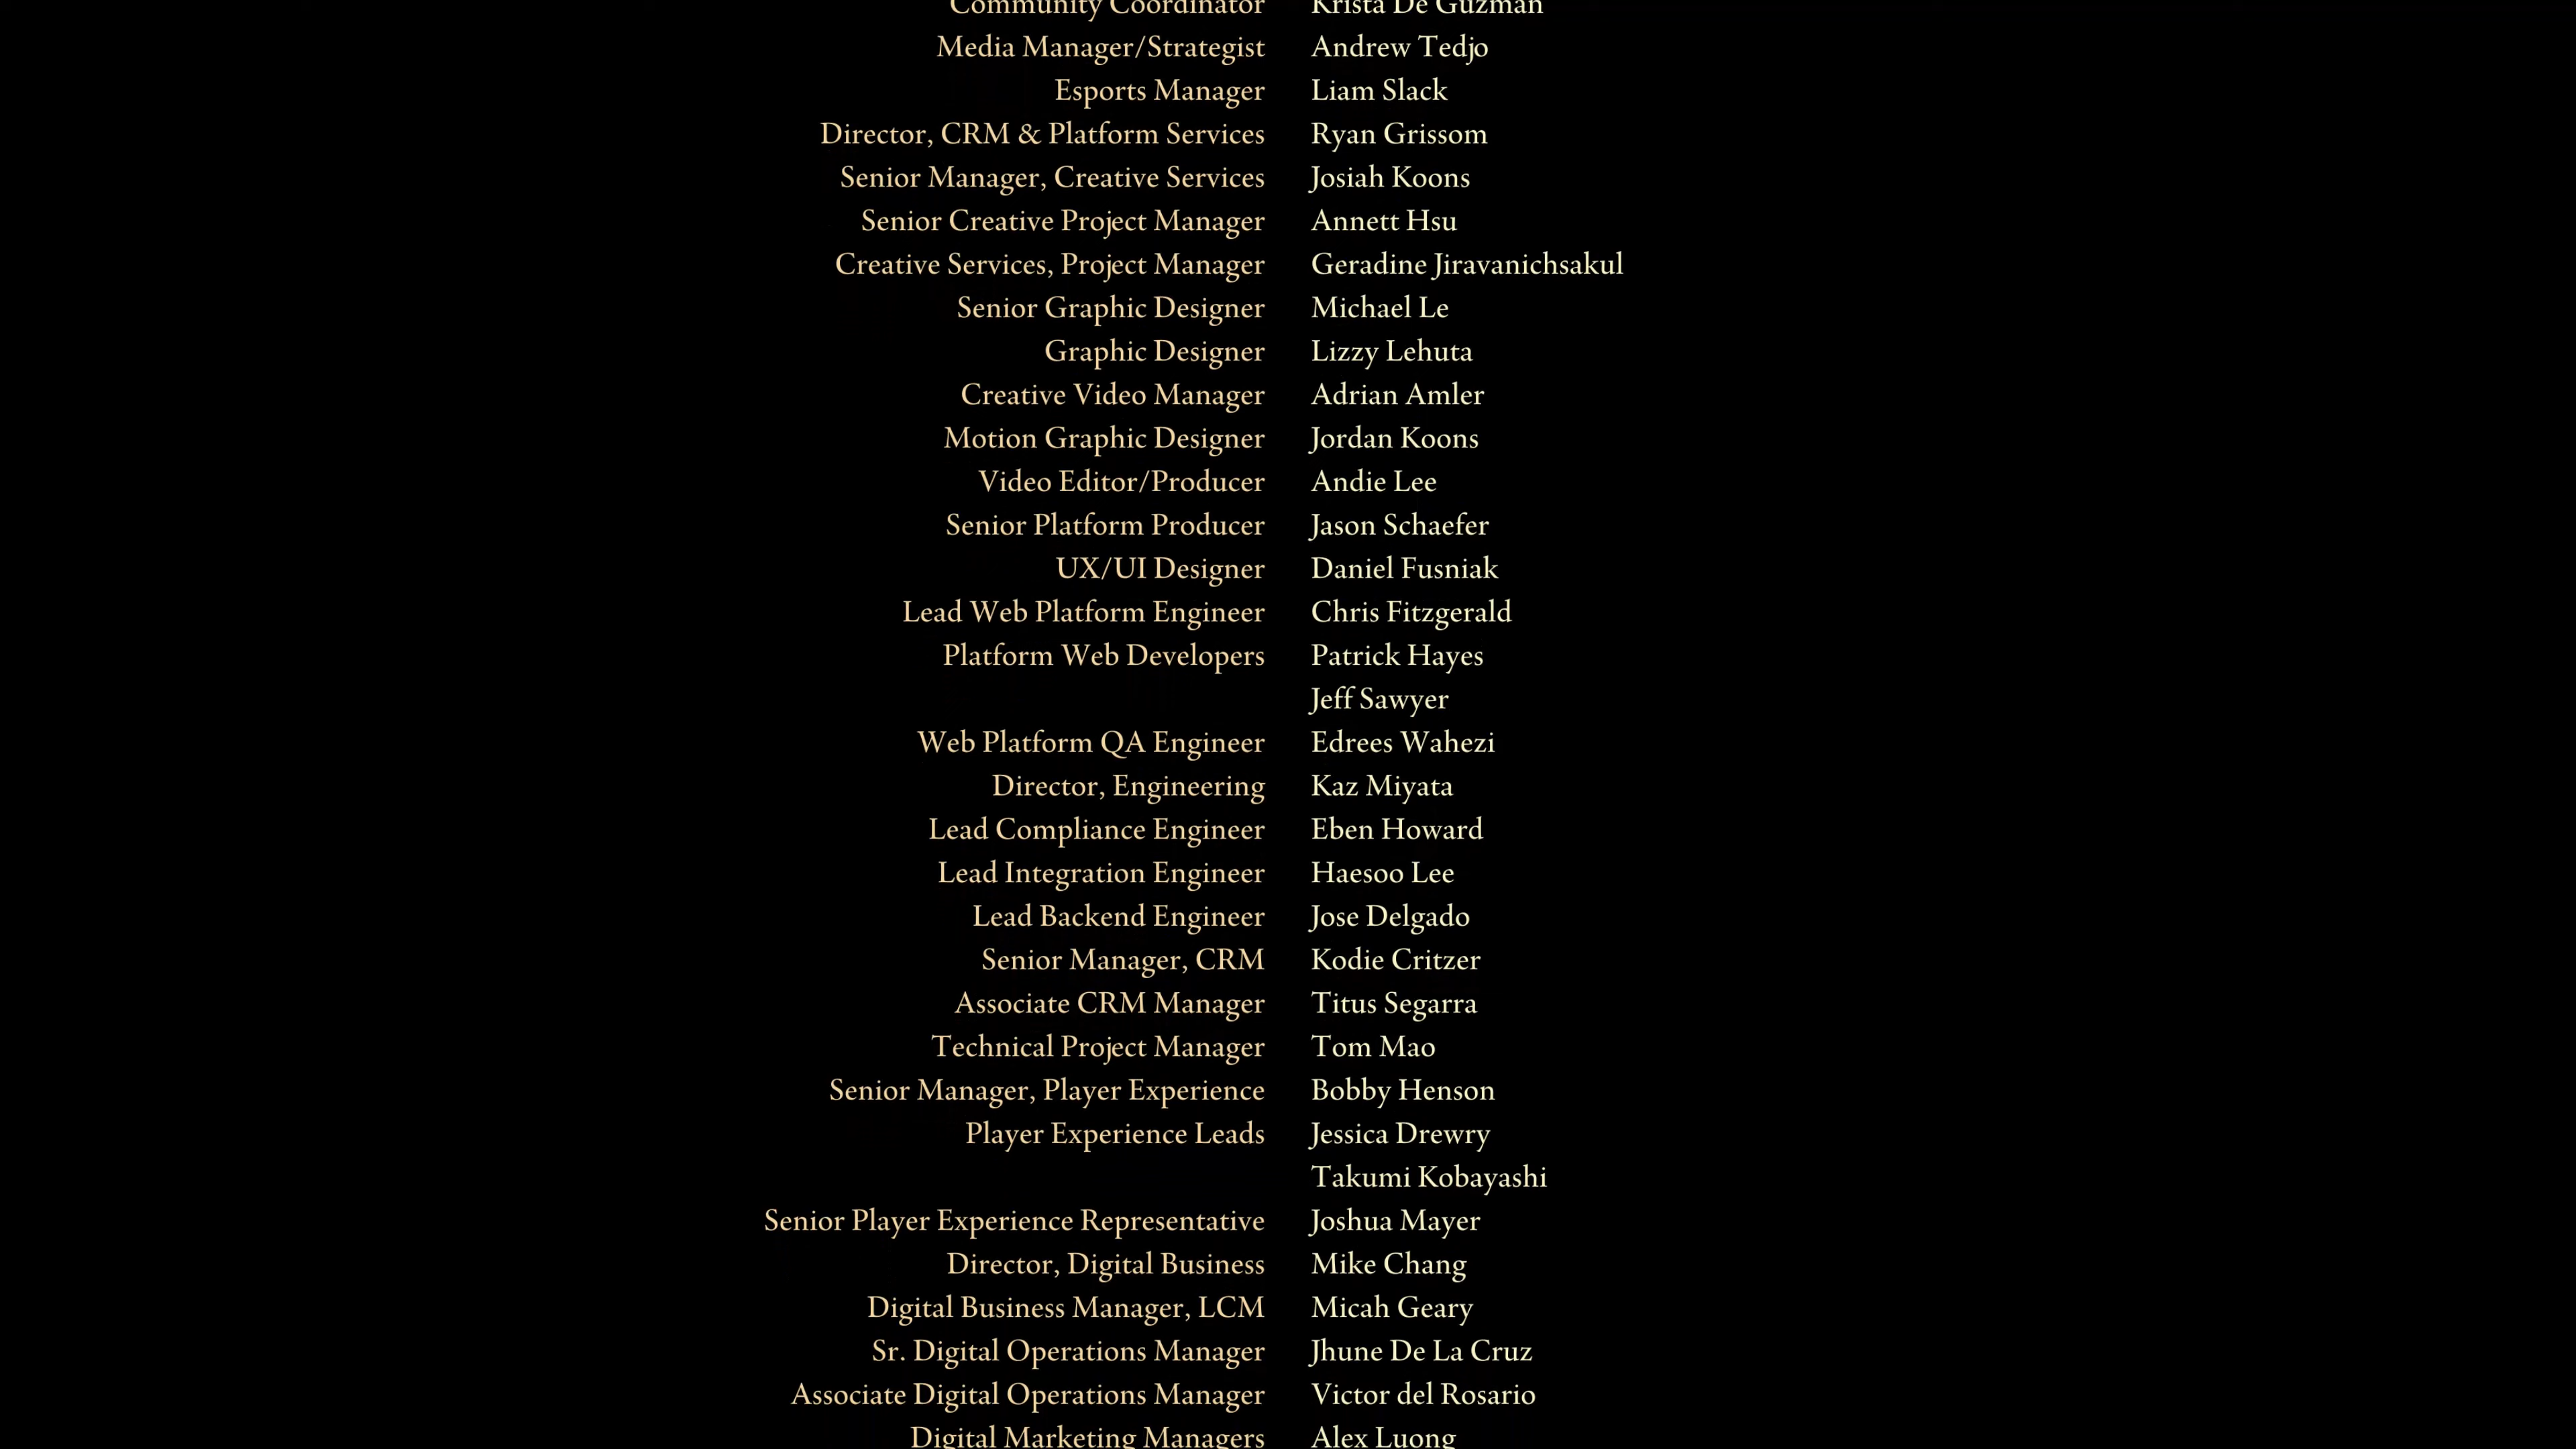 Community Coordinator Krista De Guzman
Media Manager/Strategist Andrew Tedjo
Esports Manager Liam Slack
Director, CRM & Platform Services Ryan Grissom
Senior Manager, Creative Services Josiah Koons
Senior Creative Project Manager Annett Hsu
Creative Services, Project Manager Geradine Jiravanichsakul
Senior Graphic Designer Michael Le
Graphic Designer Lizzy Lehuta
Creative Video Manager Adrian Amler
Motion Graphic Designer Jordan Koons
Video Editor/Producer Andie Lee
Senior Platform Producer Jason Schaefer
UX/UI Designer Daniel Fusniak
Lead Web Platform Engineer Chris Fitzgerald
Platform Web Developers Patrick Hayes
Jeff Sawyer
Web Platform QA Engineer Edrees Wahezi
Director, Engineering Kaz Miyata
Lead Compliance Engineer Eben Howard
Lead Integration Engineer Haesoo Lee
Lead Backend Engineer Jose Delgado
Senior Manager, CRM Kodie Critzer
Associate CRM Manager Titus Segarra
Technical Project Manager Tom Mao
Senior Manager, Player Experience Bobby Henson
Player Experience Leads Jessica Drewry
Takumi Kobayashi
Senior Player Experience Representative Joshua Mayer
Director, Digital Business Mike Chang
Digital Business Manager, LCM Micah Geary
Sr. Digital Operations Manager Jhune De La Cruz
Associate Digital Operations Manager Victor del Rosario
Digital Marketing Managers Alex Luong